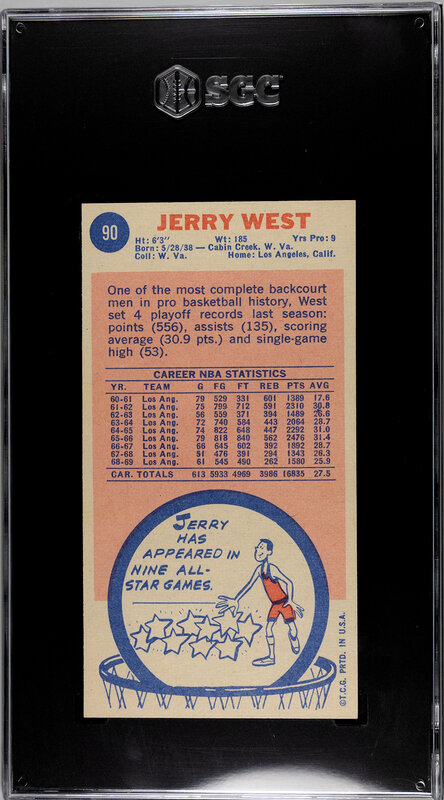 SGC
90
JERRY WEST
Ht: 6'3" Wt: 185 Yrs Pro: 9
Born: 5/28/38 — Cabin Creek, W. Va.
Coll: W. Va. Home: Los Angeles, Calif.
One of the most complete backcourt
men in pro basketball history, West
set 4 playoff records last season:
points (556), assists (135), scoring
average (30.9 pts.) and single-game
high (53).
CAREER NBA STATISTICS
YR. TEAM G FG FT REB PTS AVG
60-61 Los Ang. 79 529 331 601 1389 17.6
61-62 Los Ang. 75 799 712 591 2310 30.8
62-63 Los Ang. 56 559 371 394 1489 26.6
63-64 Los Ang. 72 740 584 443 2064 28.7
64-65 Los Ang. 74 822 648 447 2292 31.0
65-66 Los Ang. 79 818 840 562 2476 31.4
66-67 Los Ang. 66 645 602 392 1892 28.7
67-68 Los Ang. 51 476 391 294 1343 26.3
68-69 Los Ang. 61 545 490 262 1580 25.9
CAR. TOTALS 613 5933 4969 3986 16835 27.5
JERRY
HAS
APPEARED IN
NINE ALL-
STAR GAMES.
©T.C.G. PRTD. IN U.S.A.